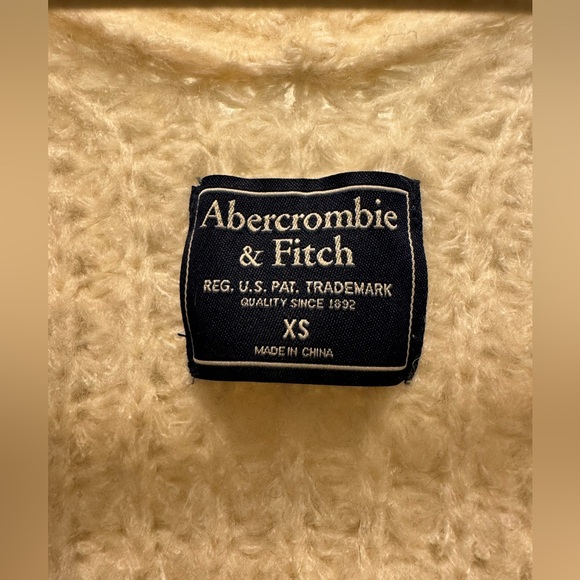 Abercrombie
& Fitch
REG. U.S. PAT. TRADEMARK
QUALITY SINCE 1892
XS
MADE IN CHINA